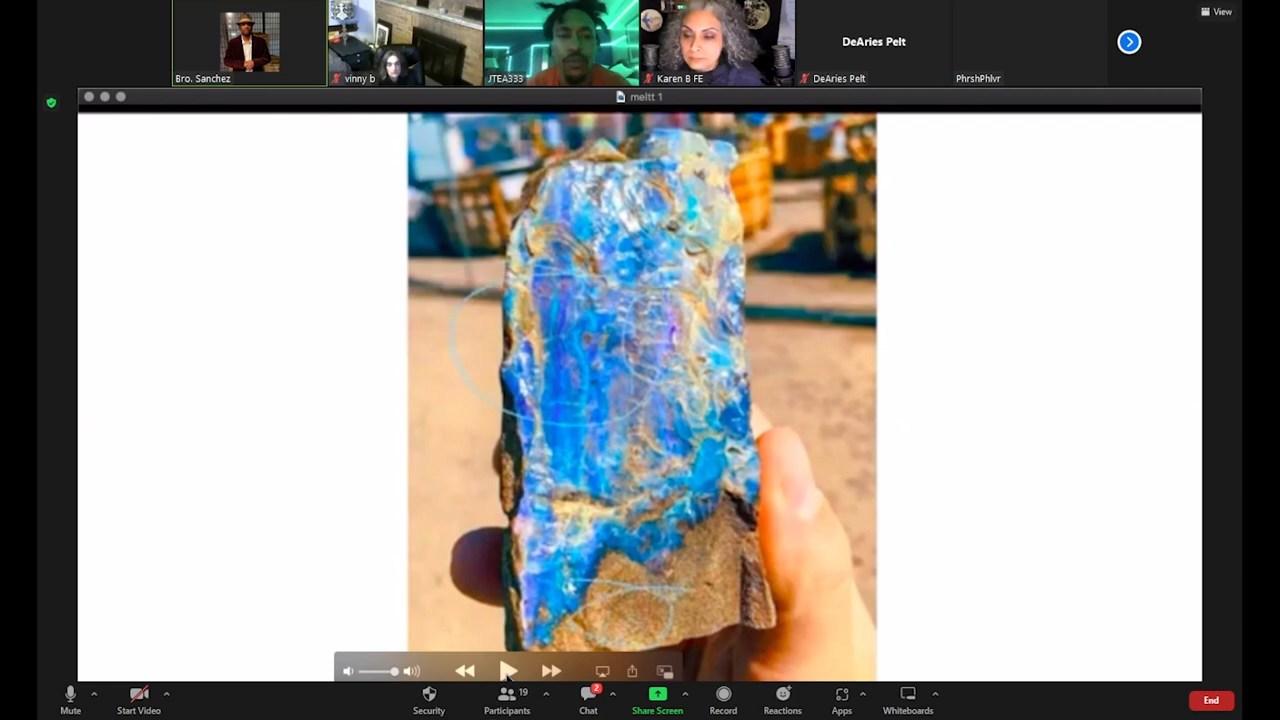 View
Bro. Sanchez
vinny b
JTEA333
Karen B FE
DeAries Pelt
DeAries Pelt
PhrshPhlvr
meltt 1
Mute
Start Video
Security
19
Participants
2
Chat
Share Screen
Record
Reactions
Apps
Whiteboards
End